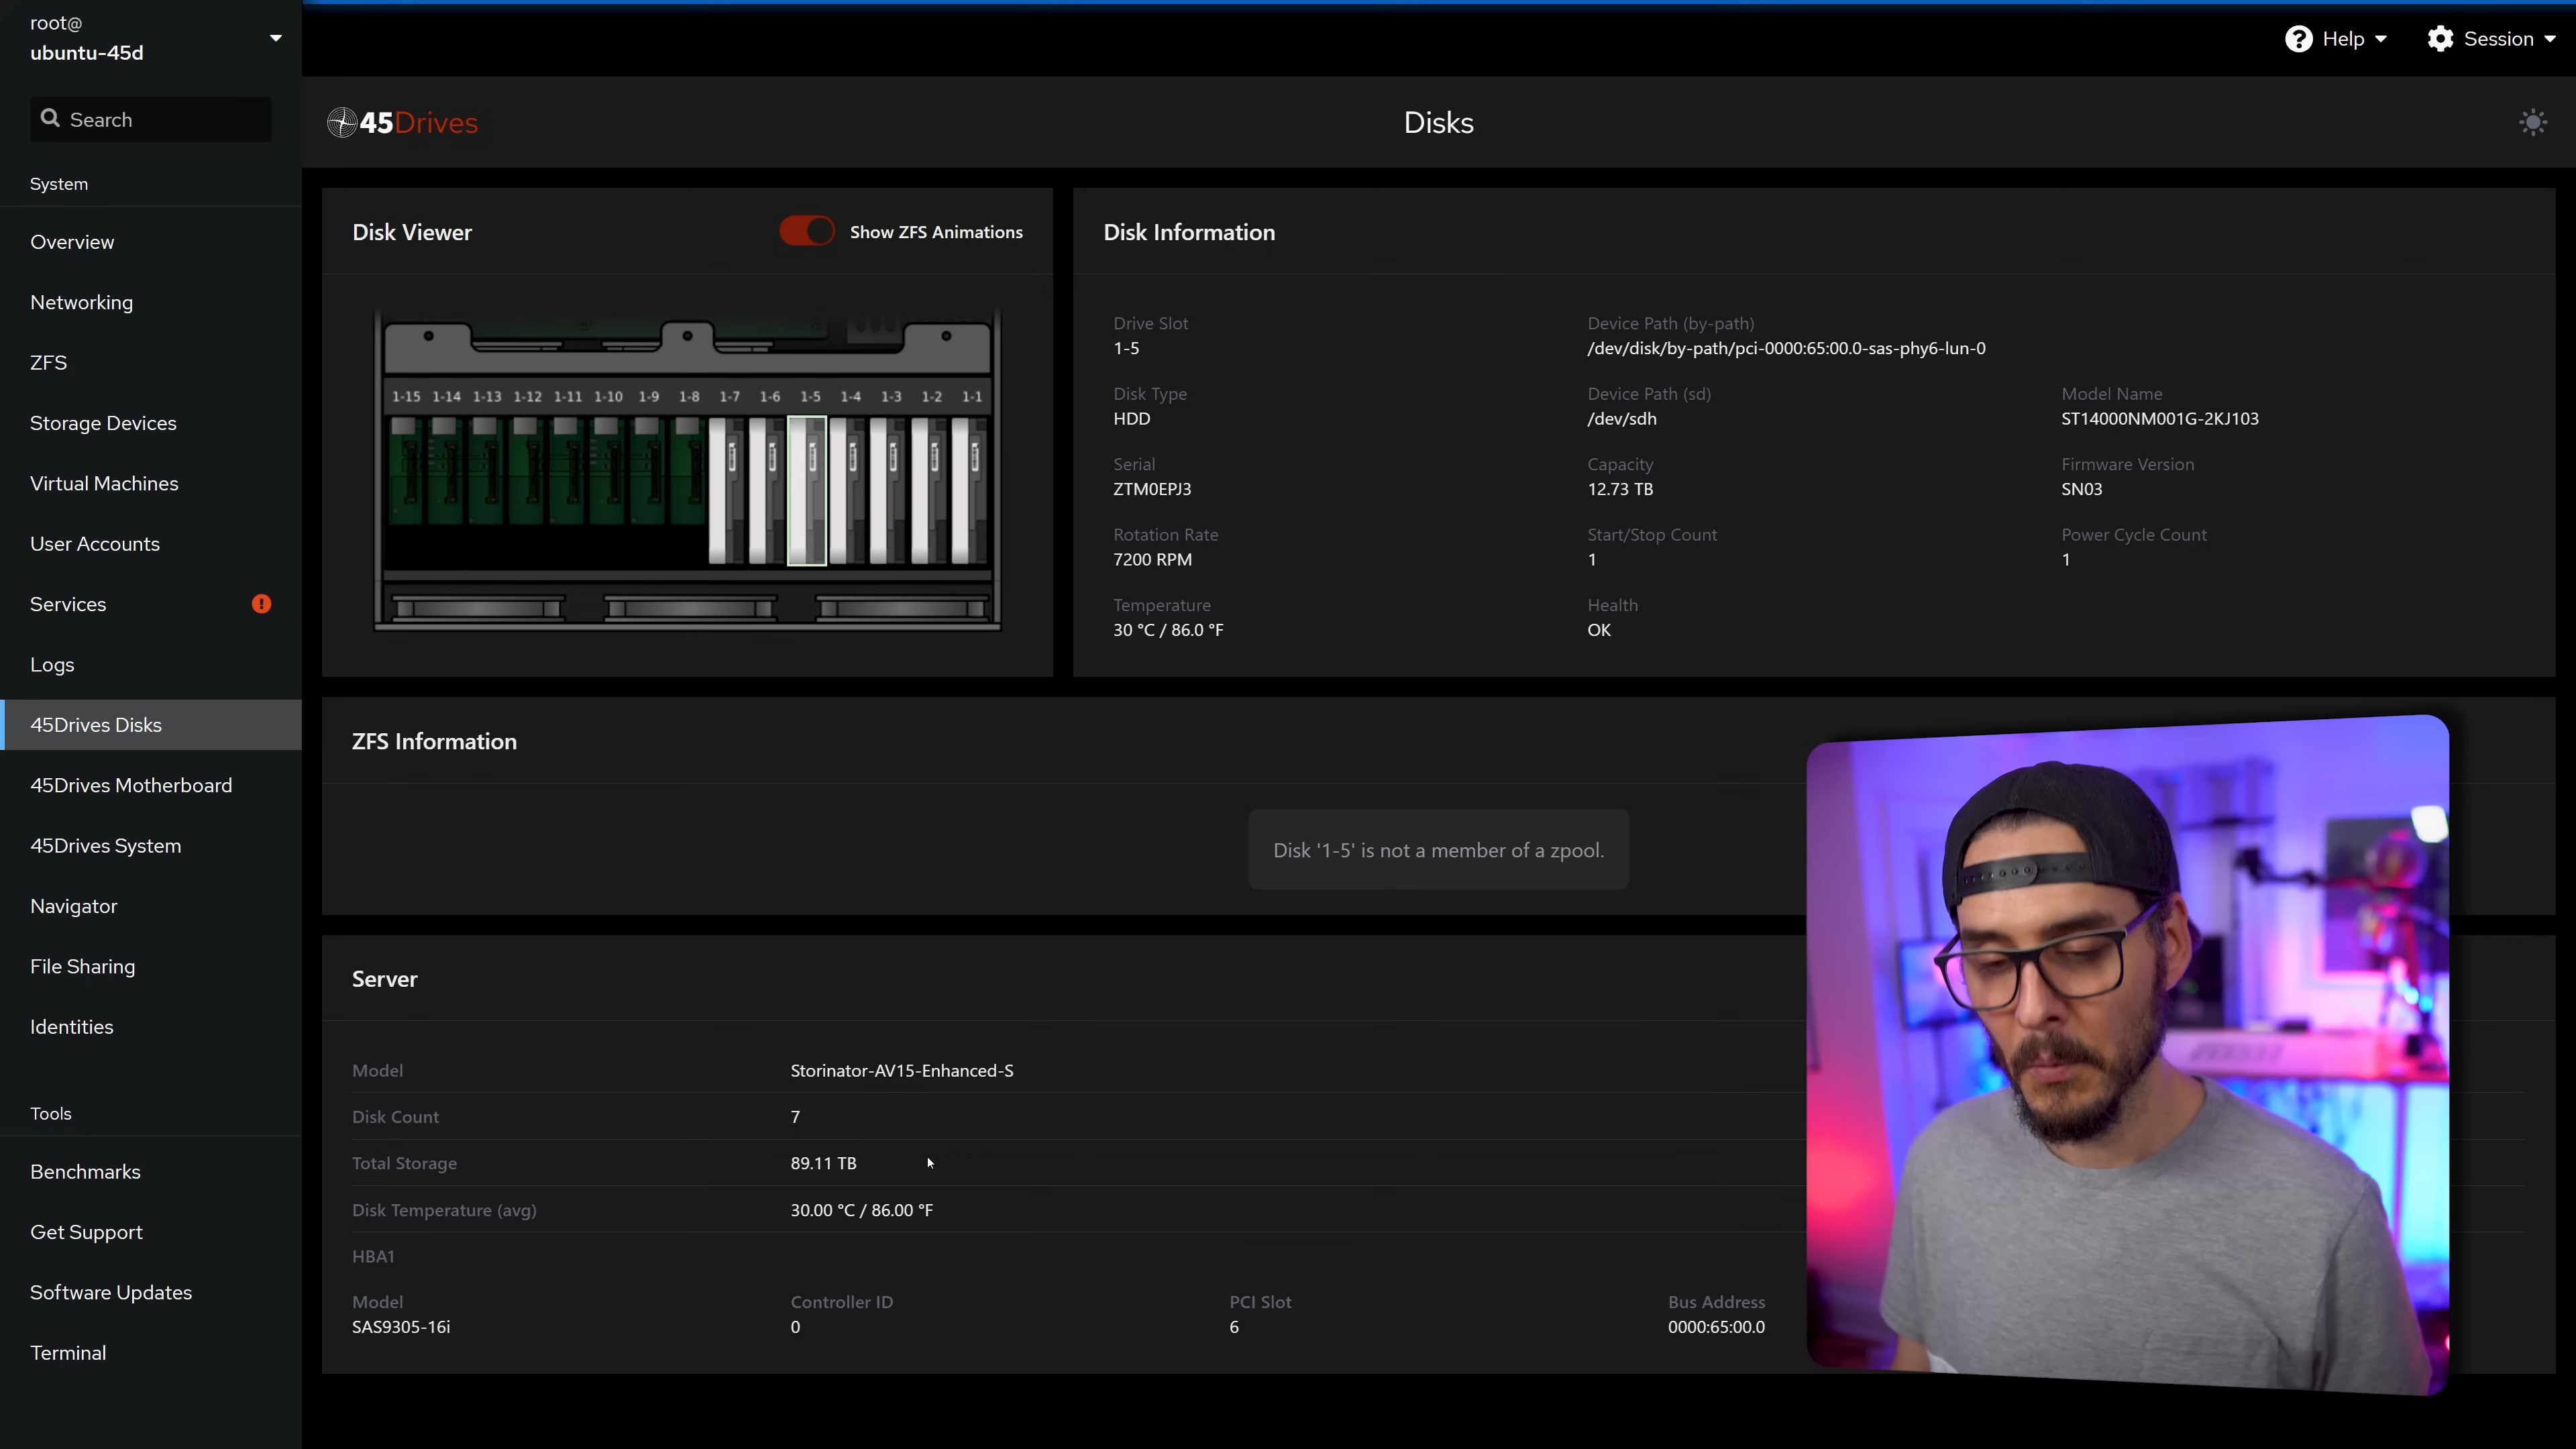 root@
ubuntu-45d
Help
Session
Search
System
Overview
Networking
ZFS
Storage Devices
Virtual Machines
User Accounts
Services
Logs
45Drives Disks
45Drives Motherboard
45Drives System
Navigator
File Sharing
Identities
Tools
Benchmarks
Get Support
Software Updates
Terminal
45Drives
Disks
Disk Viewer
Show ZFS Animations
1-15 1-14 1-13 1-12 1-11 1-10 1-9 1-8 1-7 1-6 1-5 1-4 1-3 1-2 1-1
Disk Information
Drive Slot
1-5
Device Path (by-path)
/dev/disk/by-path/pci-0000:65:00.0-sas-phy6-lun-0
Disk Type
HDD
Device Path (sd)
/dev/sdh
Model Name
ST14000NM001G-2KJ103
Serial
ZTM0EPJ3
Capacity
12.73 TB
Firmware Version
SN03
Rotation Rate
7200 RPM
Start/Stop Count
1
Power Cycle Count
1
Temperature
30 °C / 86.0 °F
Health
OK
ZFS Information
Disk '1-5' is not a member of a zpool.
Server
Model Storinator-AV15-Enhanced-S
Disk Count 7
Total Storage 89.11 TB
Disk Temperature (avg) 30.00 °C / 86.00 °F
HBA1
Model Controller ID PCI Slot Bus Address
SAS9305-16i 0 6 0000:65:00.0